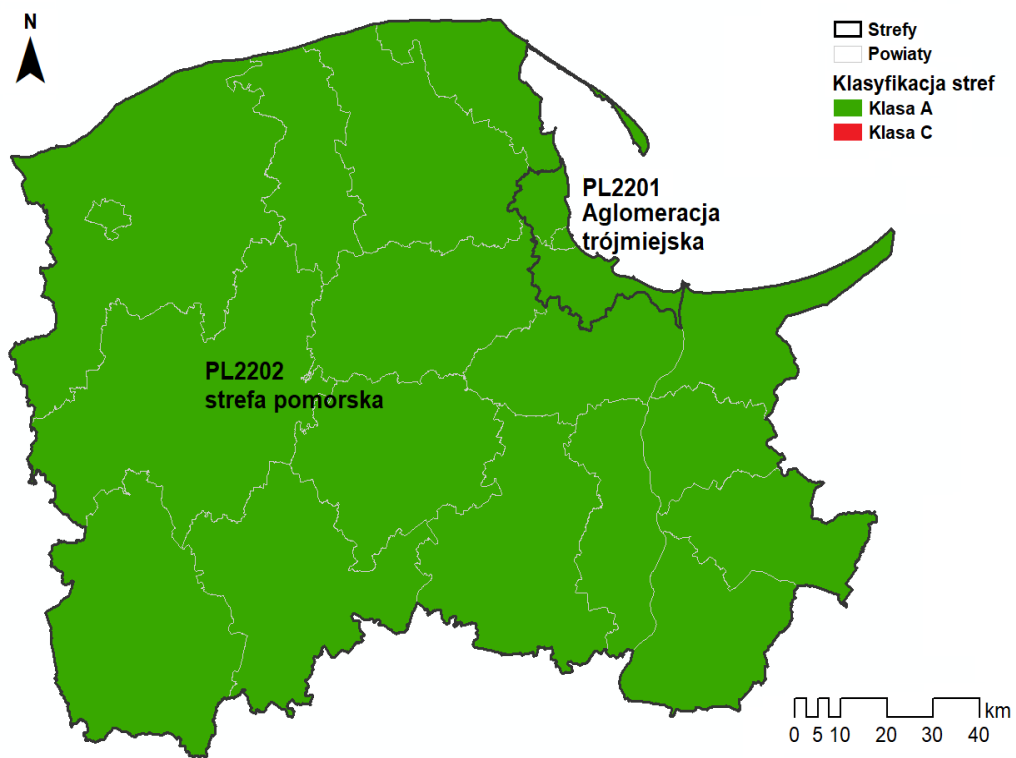 N
Strefy
Powiaty
Klasyfikacja stref
Klasa A
Klasa C
PL2201
Aglomeracja
trójmiejska
PL2202
strefa pomorska
km
0 5 10 20 30 40